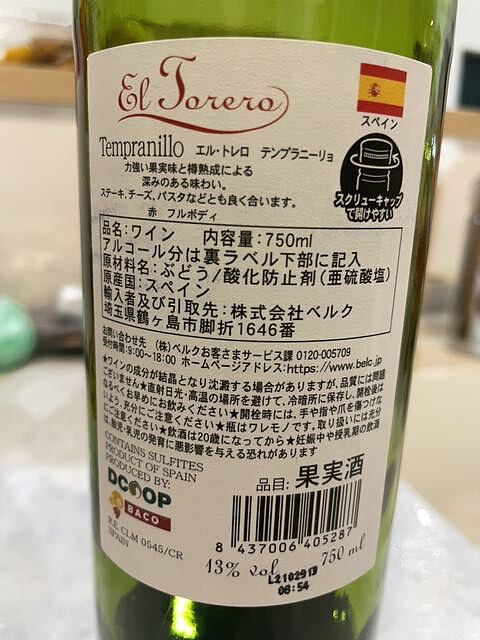 El Torero
スペイン
Tempranillo エル・トレロ テンプラニーリョ
力強い果実味と樽熟成による
深みのある味わい。
ステーキ、チーズ、パスタなどとも良く合います。
赤 フルボディ
スクリューキャップ
で開けやすい
品名:ワイン 内容量:750ml
アルコール分は裏ラベル下部に記入
原材料名:ぶどう/酸化防止剤(亜硫酸塩)
原産国:スペイン
輸入者及び引取先:株式会社ベルク
埼玉県鶴ヶ島市脚折1646番
お問い合わせ先 (株)ベルクお客さまサービス課 0120-005709
受付時間:9:00~18:00 ホームページアドレス:https://www.belc.jp
★ワインの成分が結晶となり沈澱する場合がありますが、品質には問題
ございません★直射日光・高温の場所を避けて、冷暗所に保存し、開栓後は
なるべくお早めにお飲みください★開栓時には、手や指や爪を傷つけな
いよう、充分にご注意ください★瓶はワレモノです。取り扱いには充分
にご注意ください★飲酒は20歳になってから★妊娠中や授乳期の飲酒
は、胎児・乳児の発育に悪影響を与える恐れがあります
CONTAINS SULFITES
PRODUCT OF SPAIN
PRODUCED BY:
DCOOP
BACO
R.E. CLM 0545/CR
SPAIN
品目: 果実酒
8 437006 405287
13% vol 750 ml
L210291
08:54